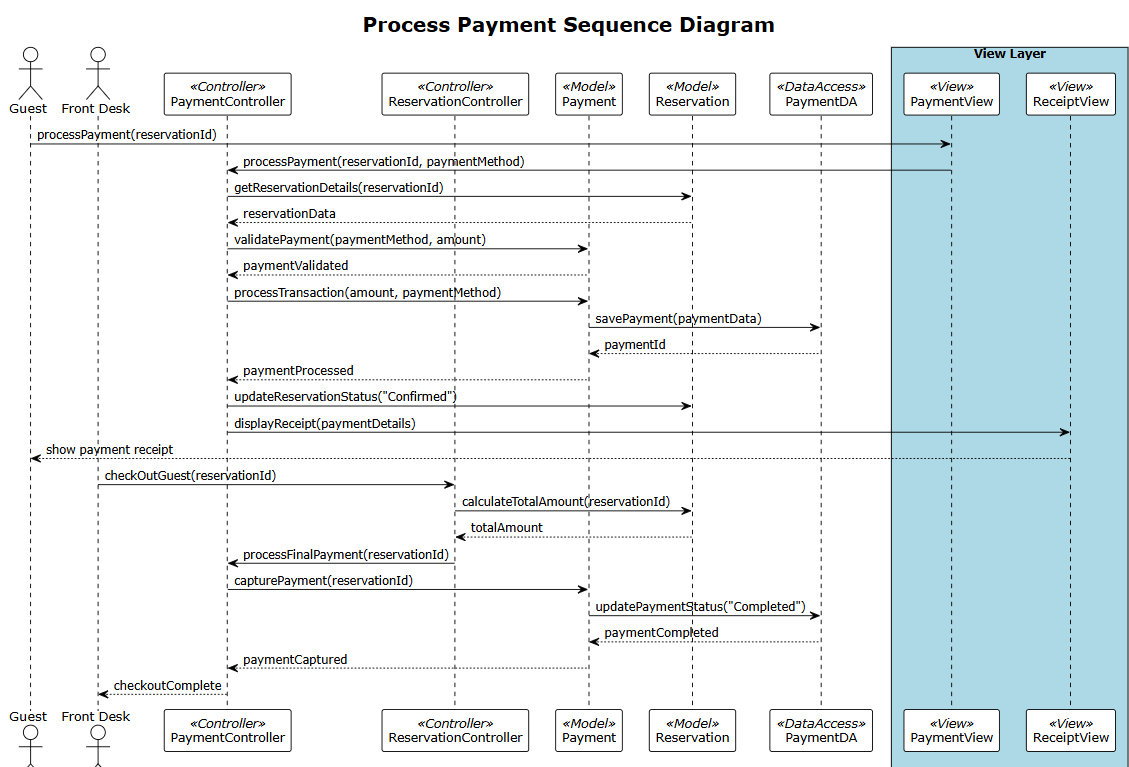 Process Payment Sequence Diagram
View Layer
Guest
Front Desk
«Controller»
PaymentController
«Controller»
ReservationController
«Model»
Payment
«Model»
Reservation
«DataAccess»
PaymentDA
«View»
PaymentView
«View»
ReceiptView
processPayment(reservationId)
processPayment(reservationId, paymentMethod)
getReservationDetails(reservationId)
reservationData
validatePayment(paymentMethod, amount)
paymentValidated
processTransaction(amount, paymentMethod)
savePayment(paymentData)
paymentId
paymentProcessed
updateReservationStatus("Confirmed")
displayReceipt(paymentDetails)
show payment receipt
checkOutGuest(reservationId)
calculateTotalAmount(reservationId)
totalAmount
processFinalPayment(reservationId)
capturePayment(reservationId)
updatePaymentStatus("Completed")
paymentCompleted
paymentCaptured
checkoutComplete
Guest
Front Desk
«Controller»
PaymentController
«Controller»
ReservationController
«Model»
Payment
«Model»
Reservation
«DataAccess»
PaymentDA
«View»
PaymentView
«View»
ReceiptView